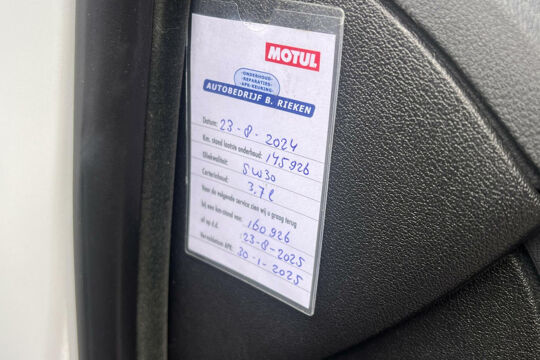 MOTUL
·ONDERHOUD·
·REPARATIES·
·APK-KEURING·
AUTOBEDRIJF B. RIEKEN
Datum: 23-8-2024
Km. stand laatste onderhoud: 145926
Oliekwaliteit: 5W30
Carterinhoud: 3,7 l
Voor de volgende service zien wij u graag terug
bij een km-stand van: 160926
of op d.d. 23-8-2025
Vervaldatum APK: 30-1-2025